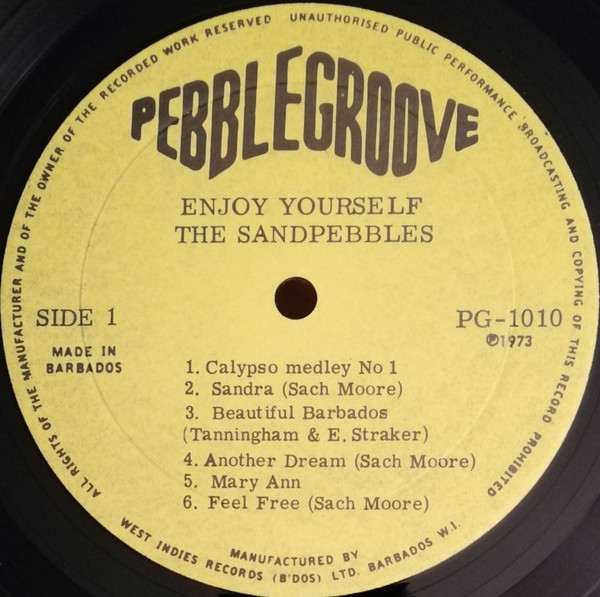 ALL RIGHTS OF THE MANUFACTURER AND OF THE OWNER OF THE RECORDED WORK RESERVED UNAUTHORISED PUBLIC PERFORMANCE BROADCASTING AND COPYING OF THIS RECORD PROHIBITED
PEBBLEGROOVE
ENJOY YOURSELF
THE SANDPEBBLES
SIDE 1
PG-1010
MADE IN
BARBADOS
℗1973
1. Calypso medley No 1
2. Sandra (Sach Moore)
3. Beautiful Barbados
(Tanningham & E. Straker)
4. Another Dream (Sach Moore)
5. Mary Ann
6. Feel Free (Sach Moore)
MANUFACTURED BY
WEST INDIES RECORDS (B'DOS) LTD. BARBADOS W.I.